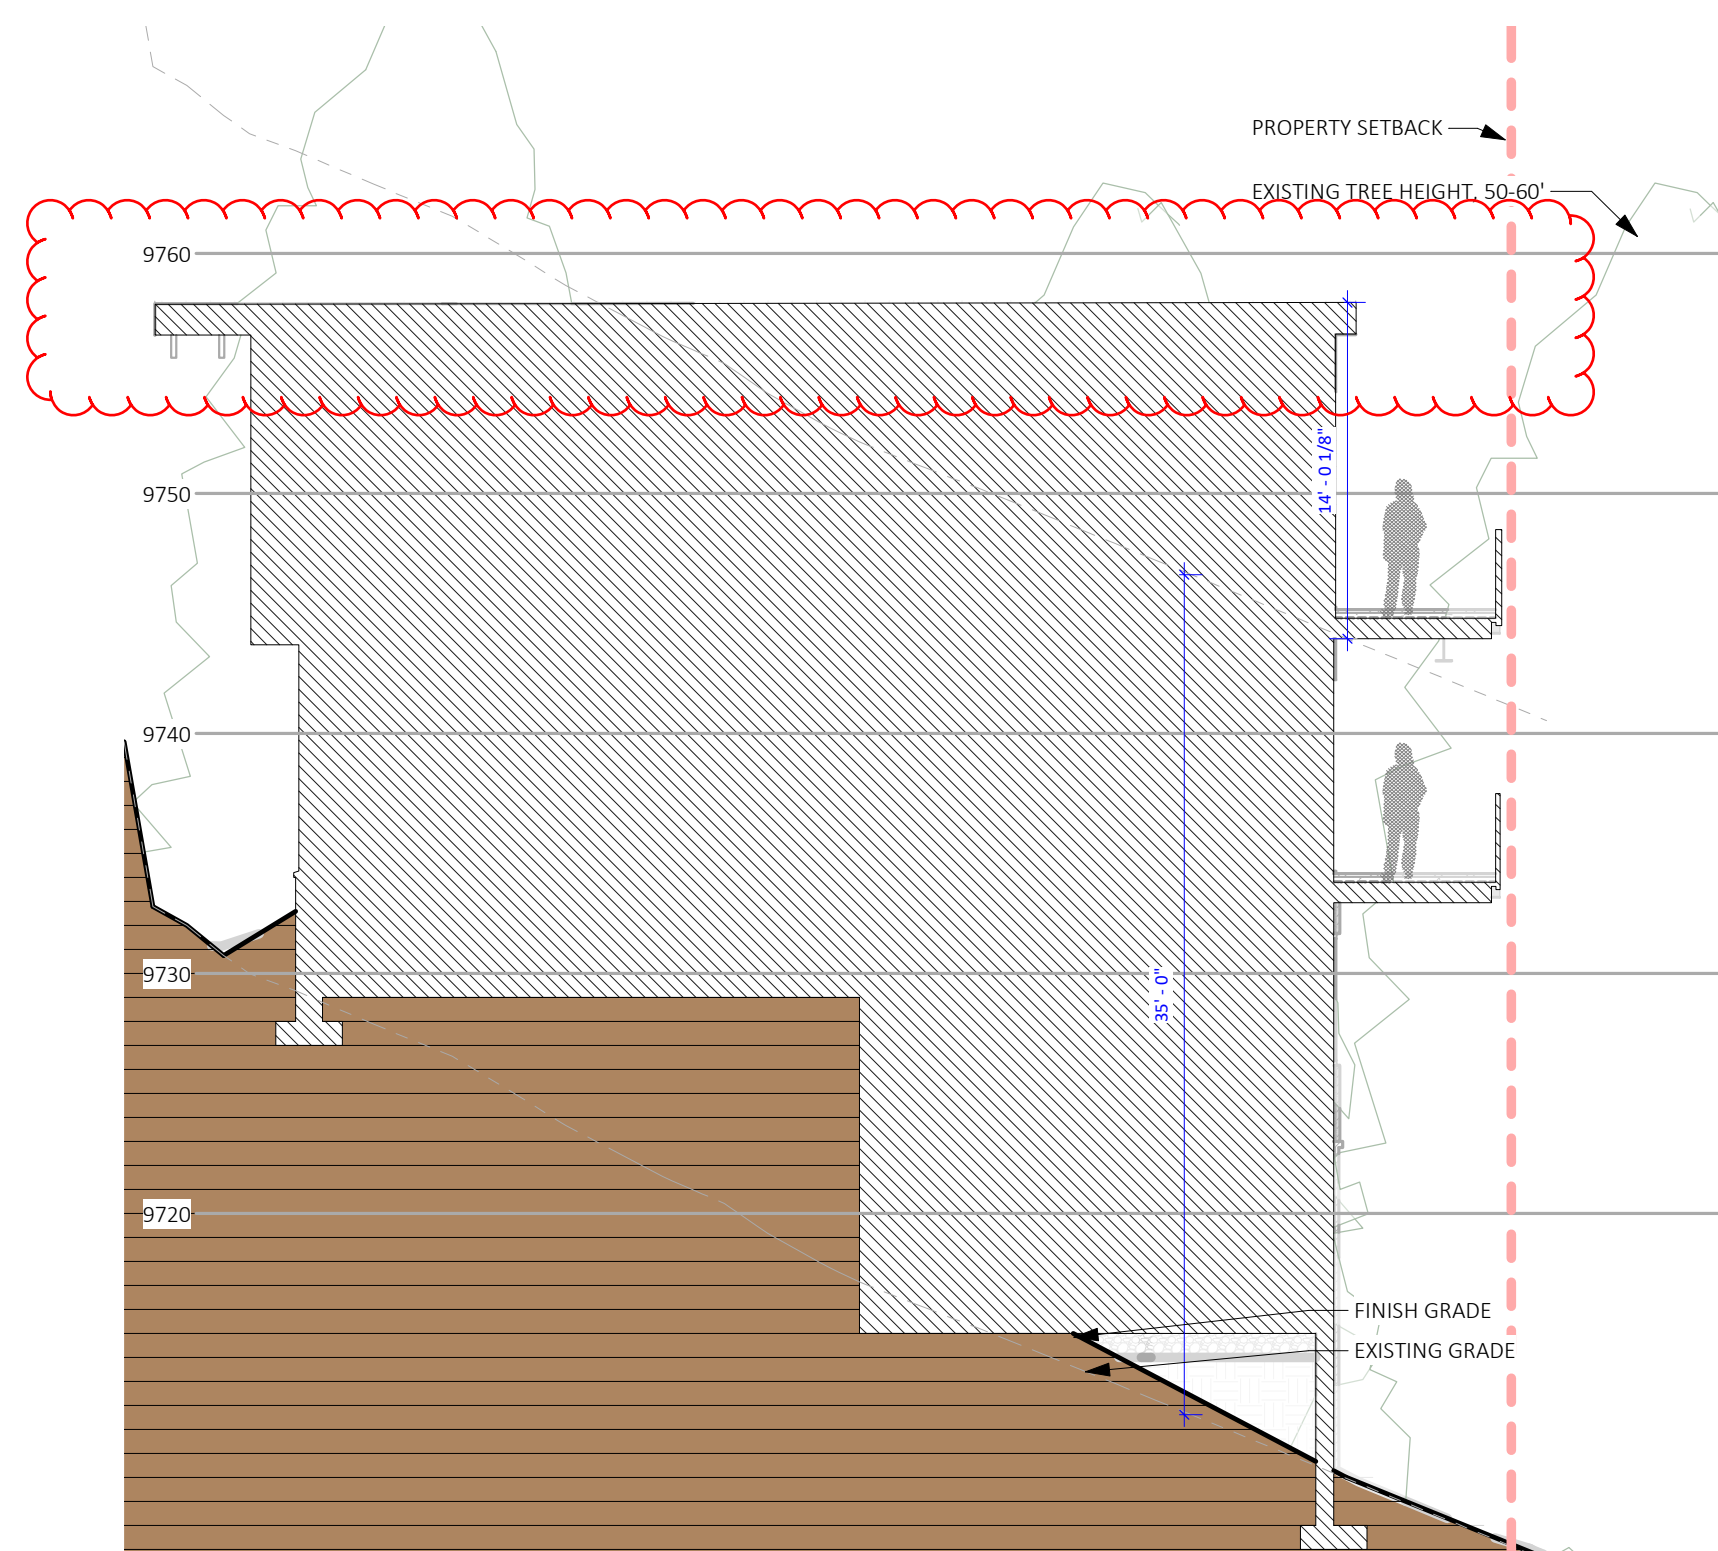 PROPERTY SETBACK
EXISTING TREE HEIGHT, 50-60'
9760
14' - 0 1/8"
9750
9740
9730
35' - 0"
9720
FINISH GRADE
EXISTING GRADE